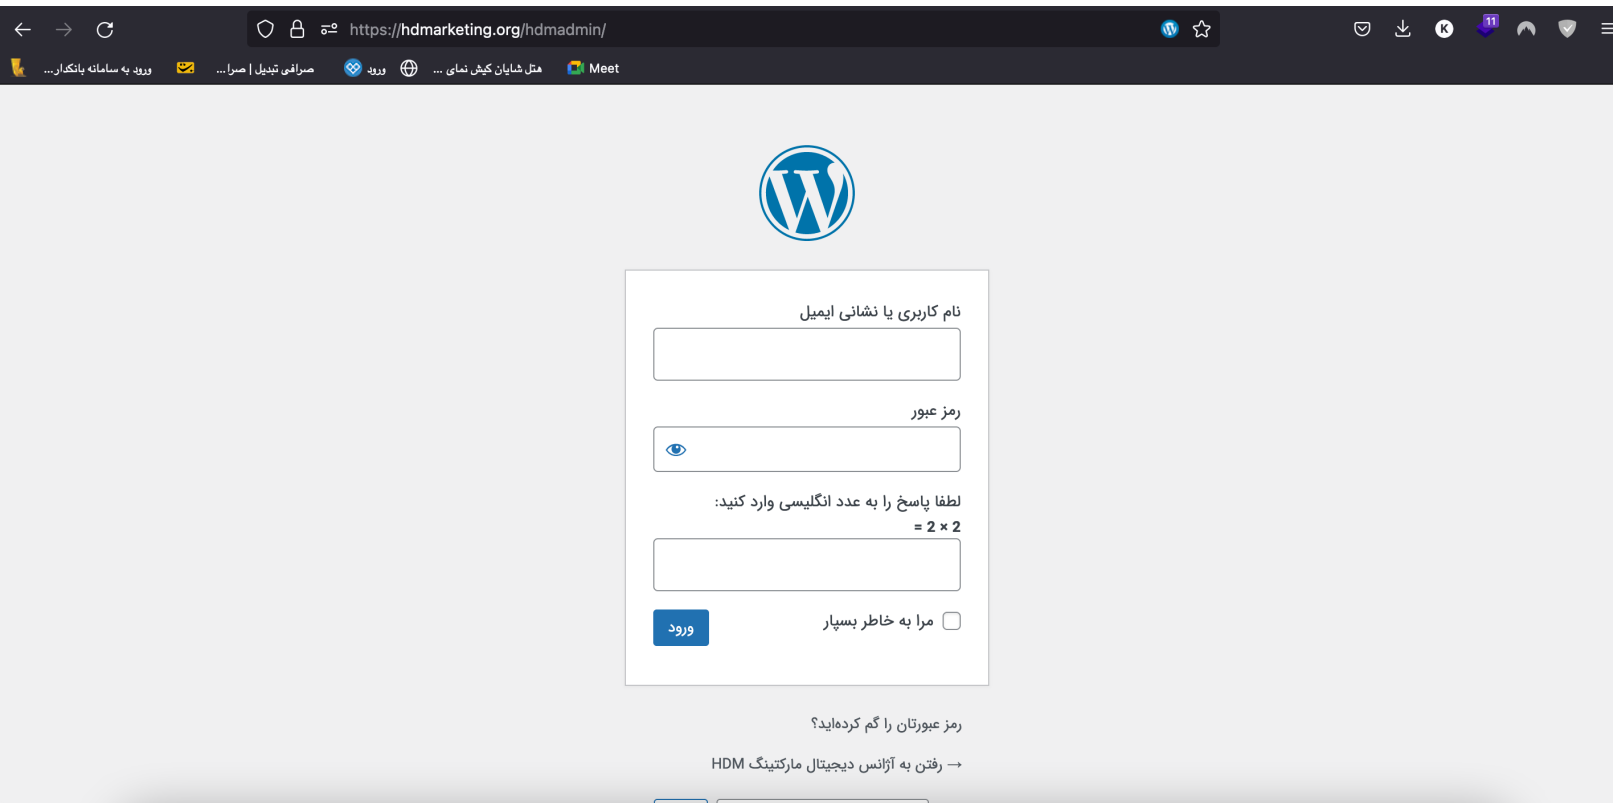 https://hdmarketing.org/hdmadmin/
K
11
ورود به سامانه بانکدار...
صرافی تبدیل | صرا...
ورود
هتل شایان کیش نمای ...
Meet
نام کاربری یا نشانی ایمیل
رمز عبور
لطفا پاسخ را به عدد انگلیسی وارد کنید:
2 × 2 =
مرا به خاطر بسپار
ورود
رمز عبورتان را گم کرده‌اید؟
→ رفتن به آژانس دیجیتال مارکتینگ HDM